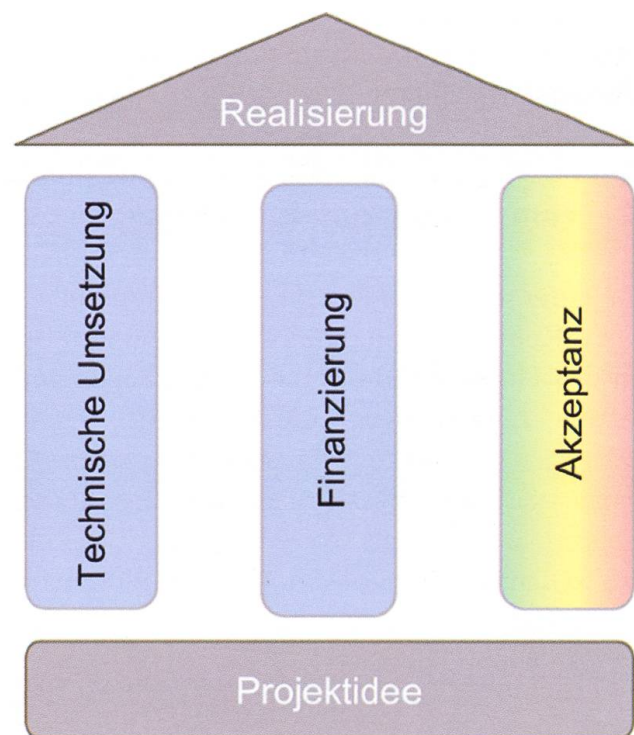 Realisierung
Technische Umsetzung
Finanzierung
Akzeptanz
Projektidee